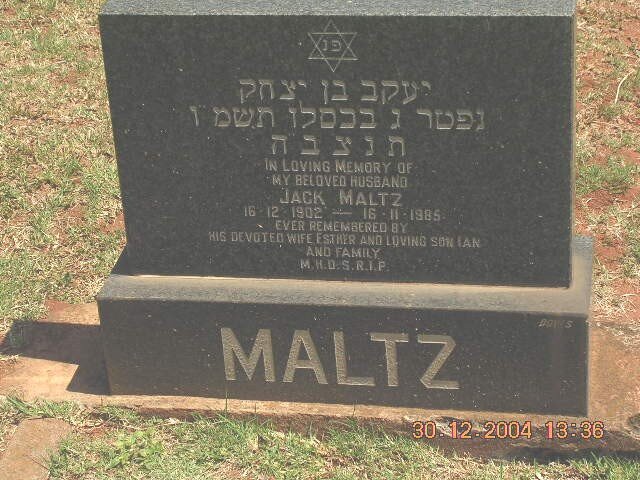 פנ
יעקב בן יצחק
נפטר ג בכסלו תשמ״ו
ת נ צ ב ה
IN LOVING MEMORY OF
MY BELOVED HUSBAND
JACK MALTZ
16·12·1902 — 16·11·1985
EVER REMEMBERED BY
HIS DEVOTED WIFE ESTHER AND LOVING SON IAN
AND FAMILY
M.H.D.S.R.I.P.
MALTZ
30.12.2004 13:36